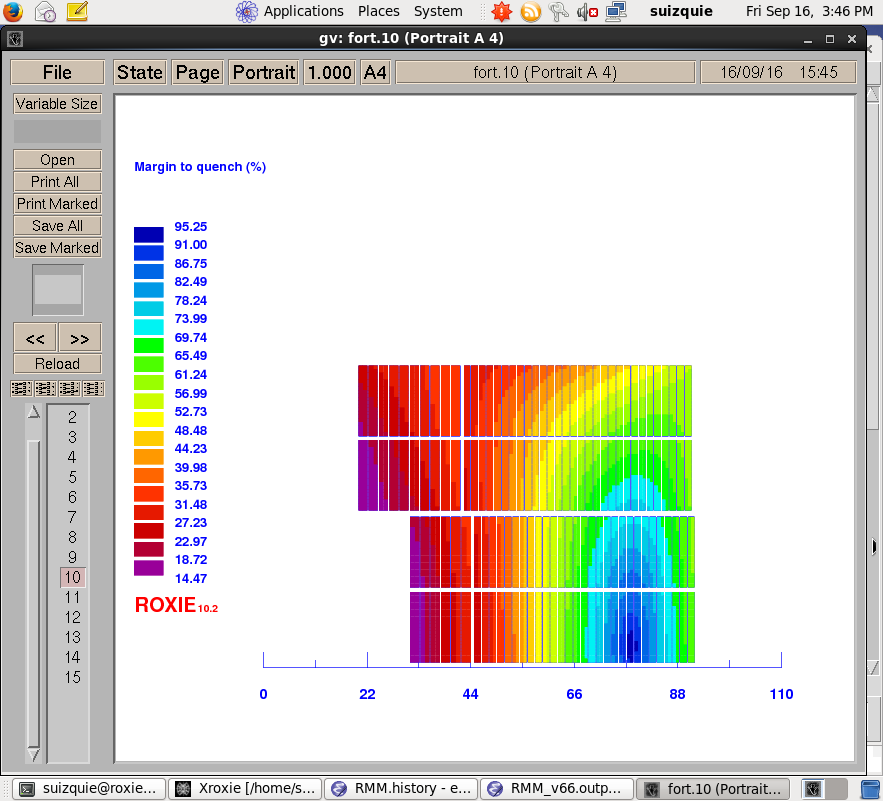 Applications Places System suizquie Fri Sep 16, 3:46 PM
gv: fort.10 (Portrait A 4)
File State Page Portrait 1.000 A4 fort.10 (Portrait A 4) 16/09/16 15:45
Variable Size
Open
Print All
Print Marked
Save All
Save Marked
<< >>
Reload
2
3
4
5
6
7
8
9
10
11
12
13
14
15
Margin to quench (%)
95.25
91.00
86.75
82.49
78.24
73.99
69.74
65.49
61.24
56.99
52.73
48.48
44.23
39.98
35.73
31.48
27.23
22.97
18.72
14.47
ROXIE 10.2
0 22 44 66 88 110
suizquie@roxie... Xroxie [/home/s... RMM.history - e... RMM_v66.outp... fort.10 (Portrait...